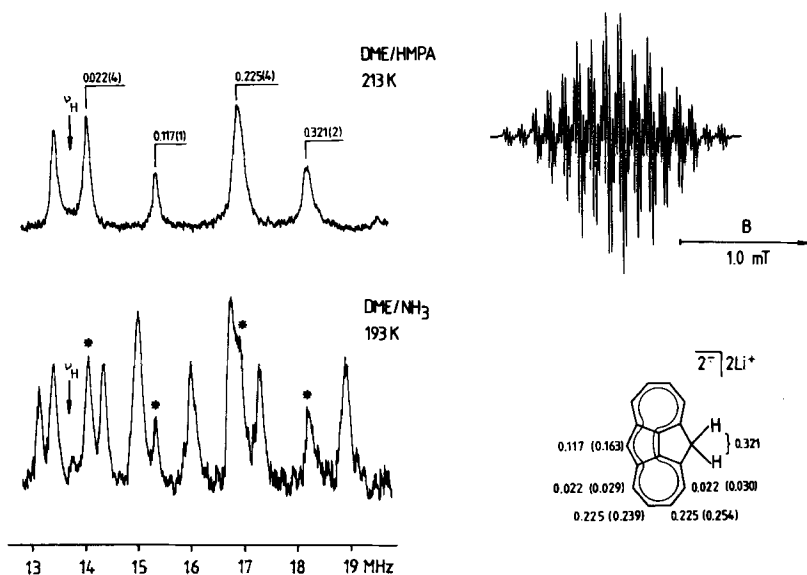 DME/HMPA
213 K
0.022(4)
0.225(4)
νH
0.117(1)
0.321(2)
B
1.0 mT
DME/NH3
193 K
*
*
*
*
νH
2∸ 2Li+
H
H
0.117 (0.163)
0.321
0.022 (0.029)
0.022 (0.030)
0.225 (0.239)
0.225 (0.254)
13 14 15 16 17 18 19 MHz